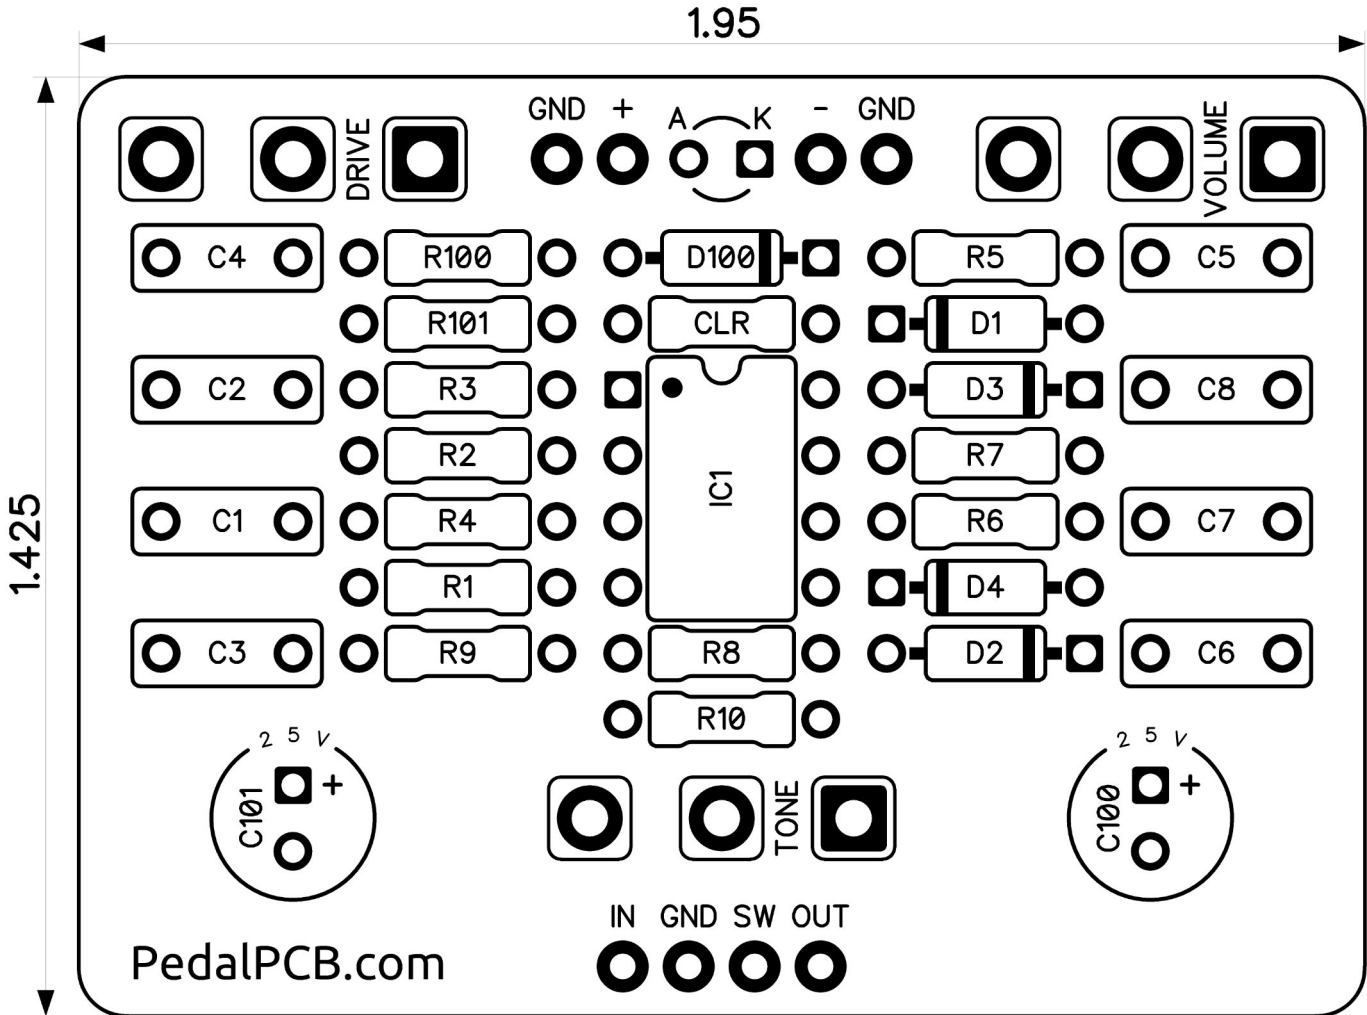 1.95
GND + A K - GND
DRIVE
VOLUME
C4 R100 D100 R5 C5
R101 CLR D1
C2 R3 D3 C8
R2 R7
IC1
1.425
C1 R4 R6 C7
R1 D4
C3 R9 R8 D2 C6
R10
25V
C101 +
TONE
25V
C100 +
IN GND SW OUT
PedalPCB.com